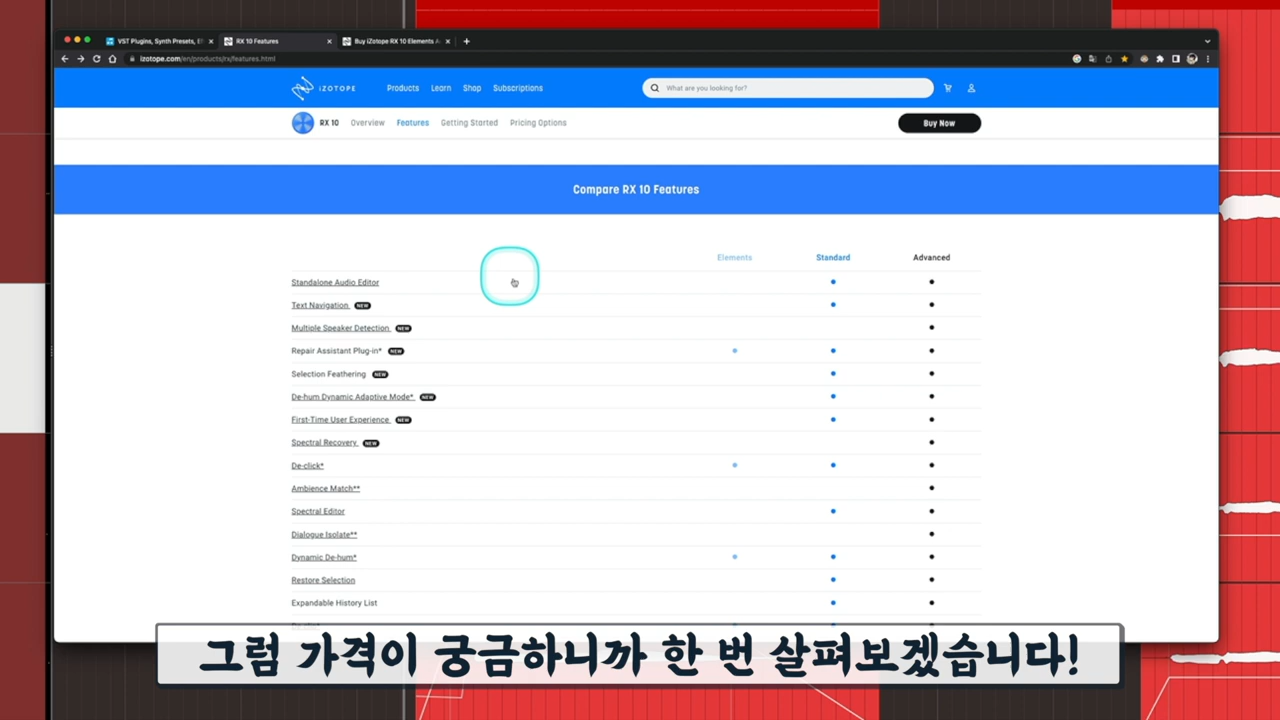 VST Plugins, Synth Presets, E
RX 10 Features
Buy iZotope RX 10 Elements
izotope.com/en/products/rx/features.html
iZOTOPE
Products
Learn
Shop
Subscriptions
What are you looking for?
RX 10
Overview
Features
Getting Started
Pricing Options
Buy Now
Compare RX 10 Features
Elements
Standard
Advanced
Standalone Audio Editor
Text Navigation NEW
Multiple Speaker Detection NEW
Repair Assistant Plug-in* NEW
Selection Feathering NEW
De-hum Dynamic Adaptive Mode* NEW
First-Time User Experience NEW
Spectral Recovery NEW
De-click*
Ambience Match**
Spectral Editor
Dialogue Isolate**
Dynamic De-hum*
Restore Selection
Expandable History List
그럼 가격이 궁금하니까 한 번 살펴보겠습니다!